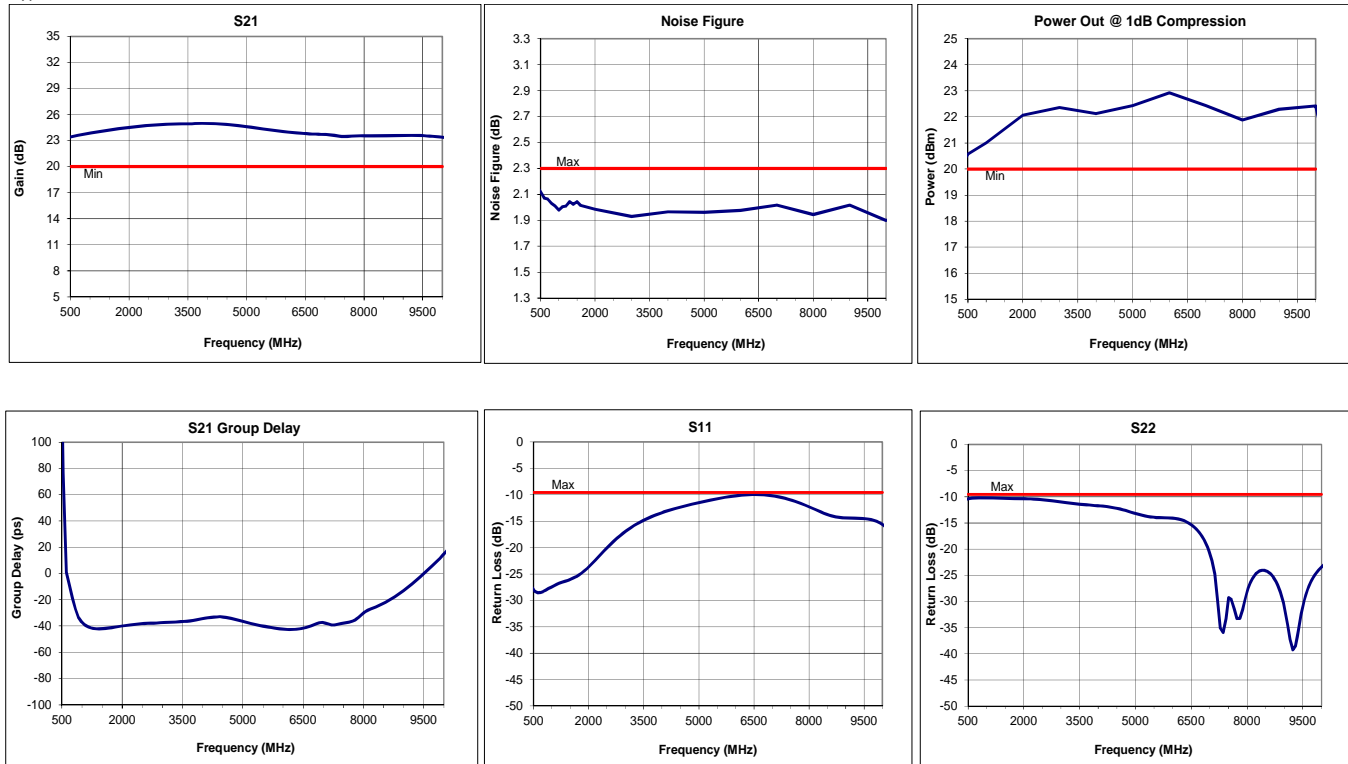 S21
35
32
29
26
23
20
17
14
11
8
5
Gain (dB)
Min
500 2000 3500 5000 6500 8000 9500
Frequency (MHz)
Noise Figure
3.3
3.1
2.9
2.7
2.5
2.3
2.1
1.9
1.7
1.5
1.3
Noise Figure (dB)
Max
500 2000 3500 5000 6500 8000 9500
Frequency (MHz)
Power Out @ 1dB Compression
25
24
23
22
21
20
19
18
17
16
15
Power (dBm)
Min
500 2000 3500 5000 6500 8000 9500
Frequency (MHz)
S21 Group Delay
100
80
60
40
20
0
-20
-40
-60
-80
-100
Group Delay (ps)
500 2000 3500 5000 6500 8000 9500
Frequency (MHz)
S11
0
-5
-10
-15
-20
-25
-30
-35
-40
-45
-50
Return Loss (dB)
Max
500 2000 3500 5000 6500 8000 9500
Frequency (MHz)
S22
0
-5
-10
-15
-20
-25
-30
-35
-40
-45
-50
Return Loss (dB)
Max
500 2000 3500 5000 6500 8000 9500
Frequency (MHz)